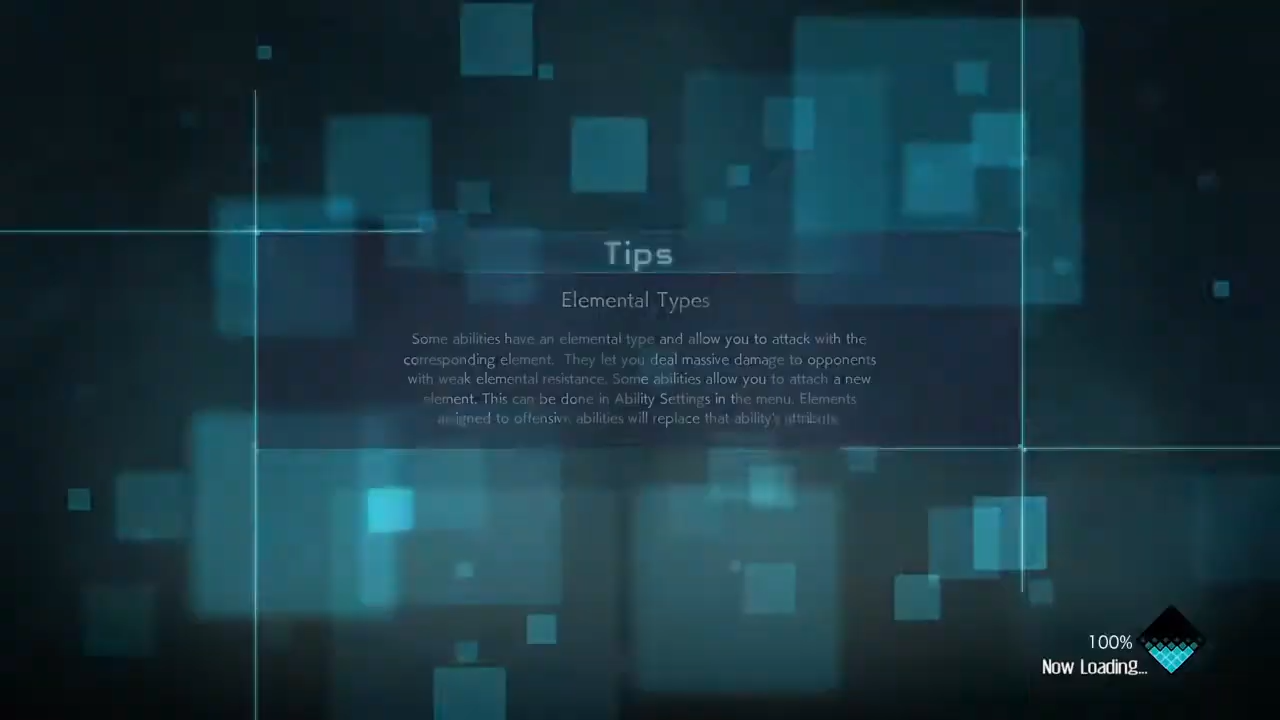 Tips
Elemental Types
Some abilities have an elemental type and allow you to attack with the
corresponding element. They let you deal massive damage to opponents
with weak elemental resistance. Some abilities allow you to attach a new
element. This can be done in Ability Settings in the menu. Elements
assigned to offensive abilities will replace that ability's attribute.
100%
Now Loading...